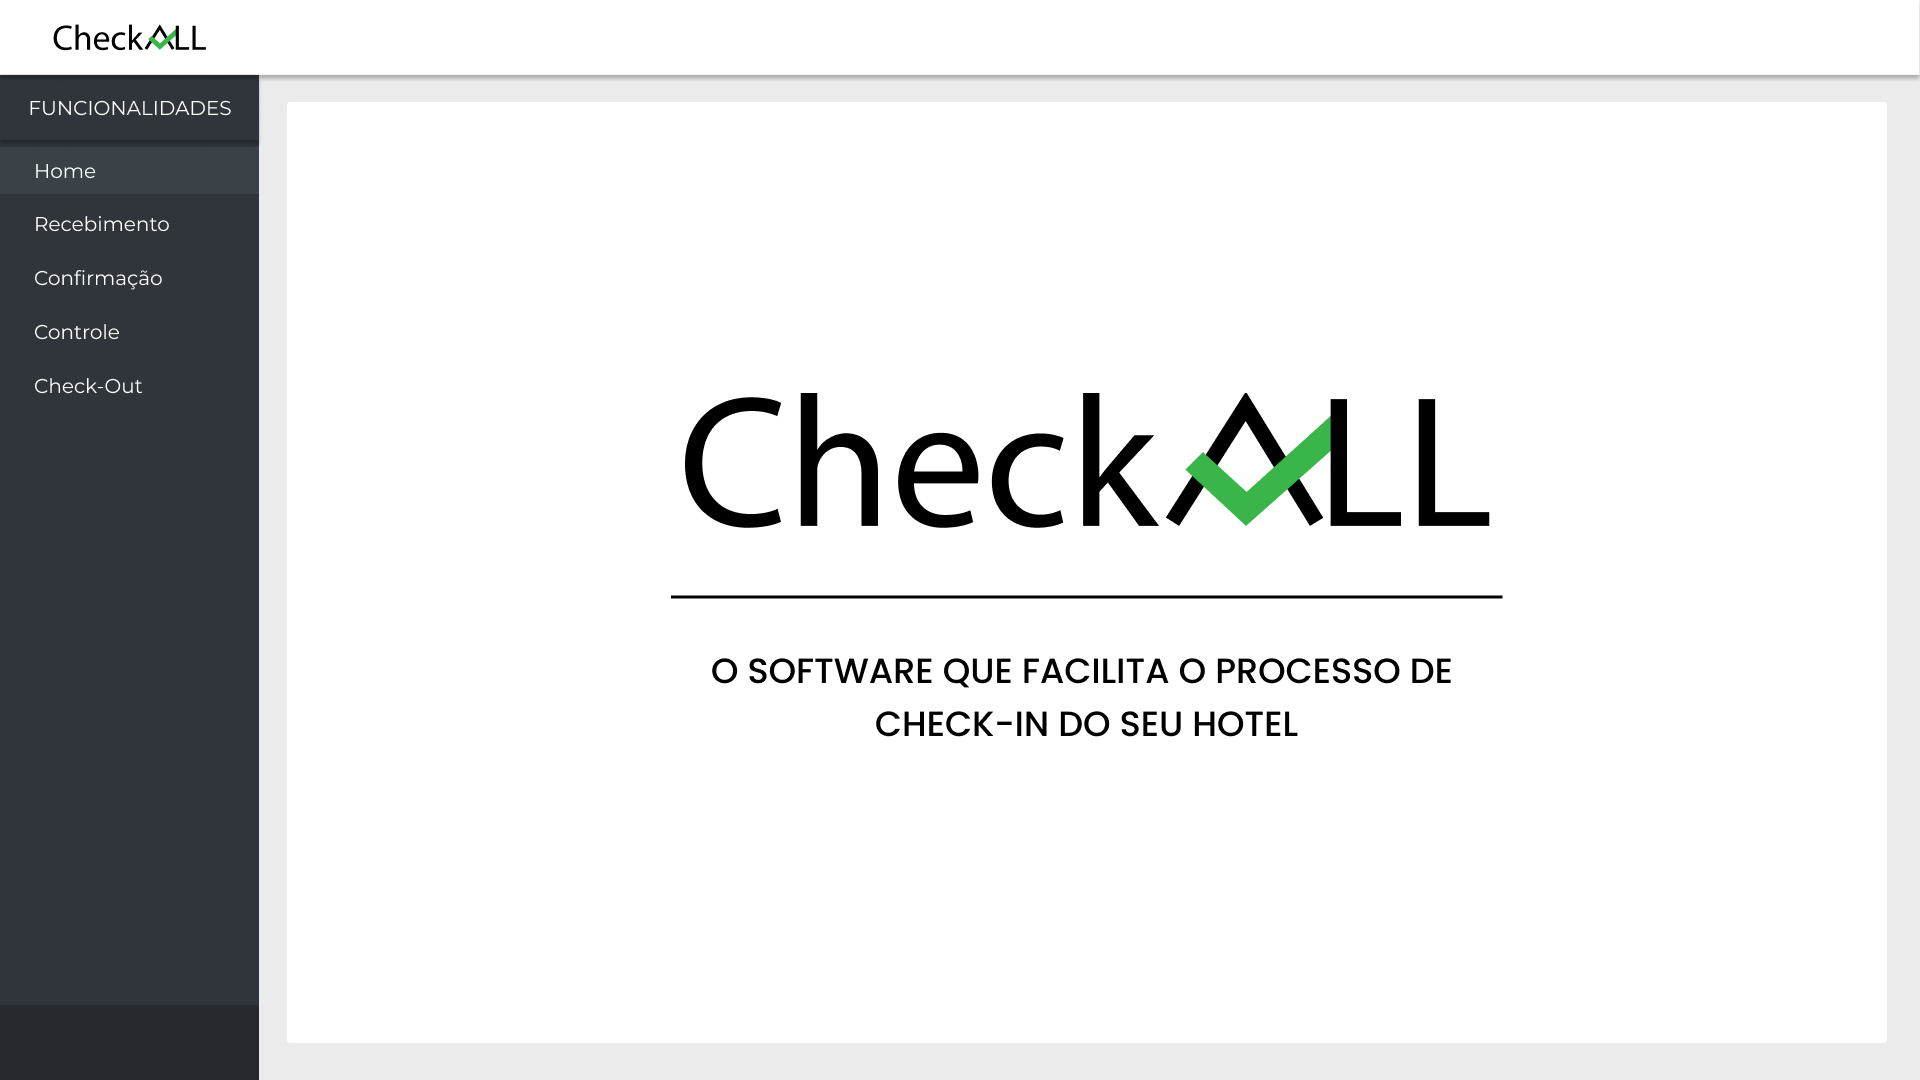 CheckALL
FUNCIONALIDADES
Home
Recebimento
Confirmação
Controle
Check-Out
CheckALL
O SOFTWARE QUE FACILITA O PROCESSO DE
CHECK-IN DO SEU HOTEL